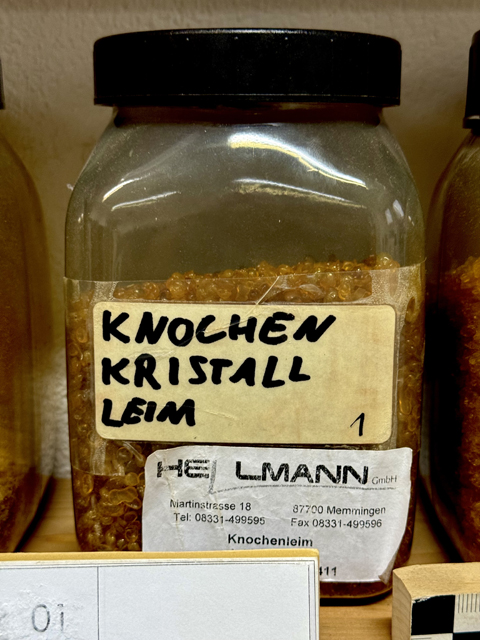 KNOCHEN
KRISTALL
LEIM
1
HE LMANN GmbH
Martinstrasse 18 87700 Memmingen
Tel: 08331-499595 Fax 08331-499596
Knochenleim
411
01